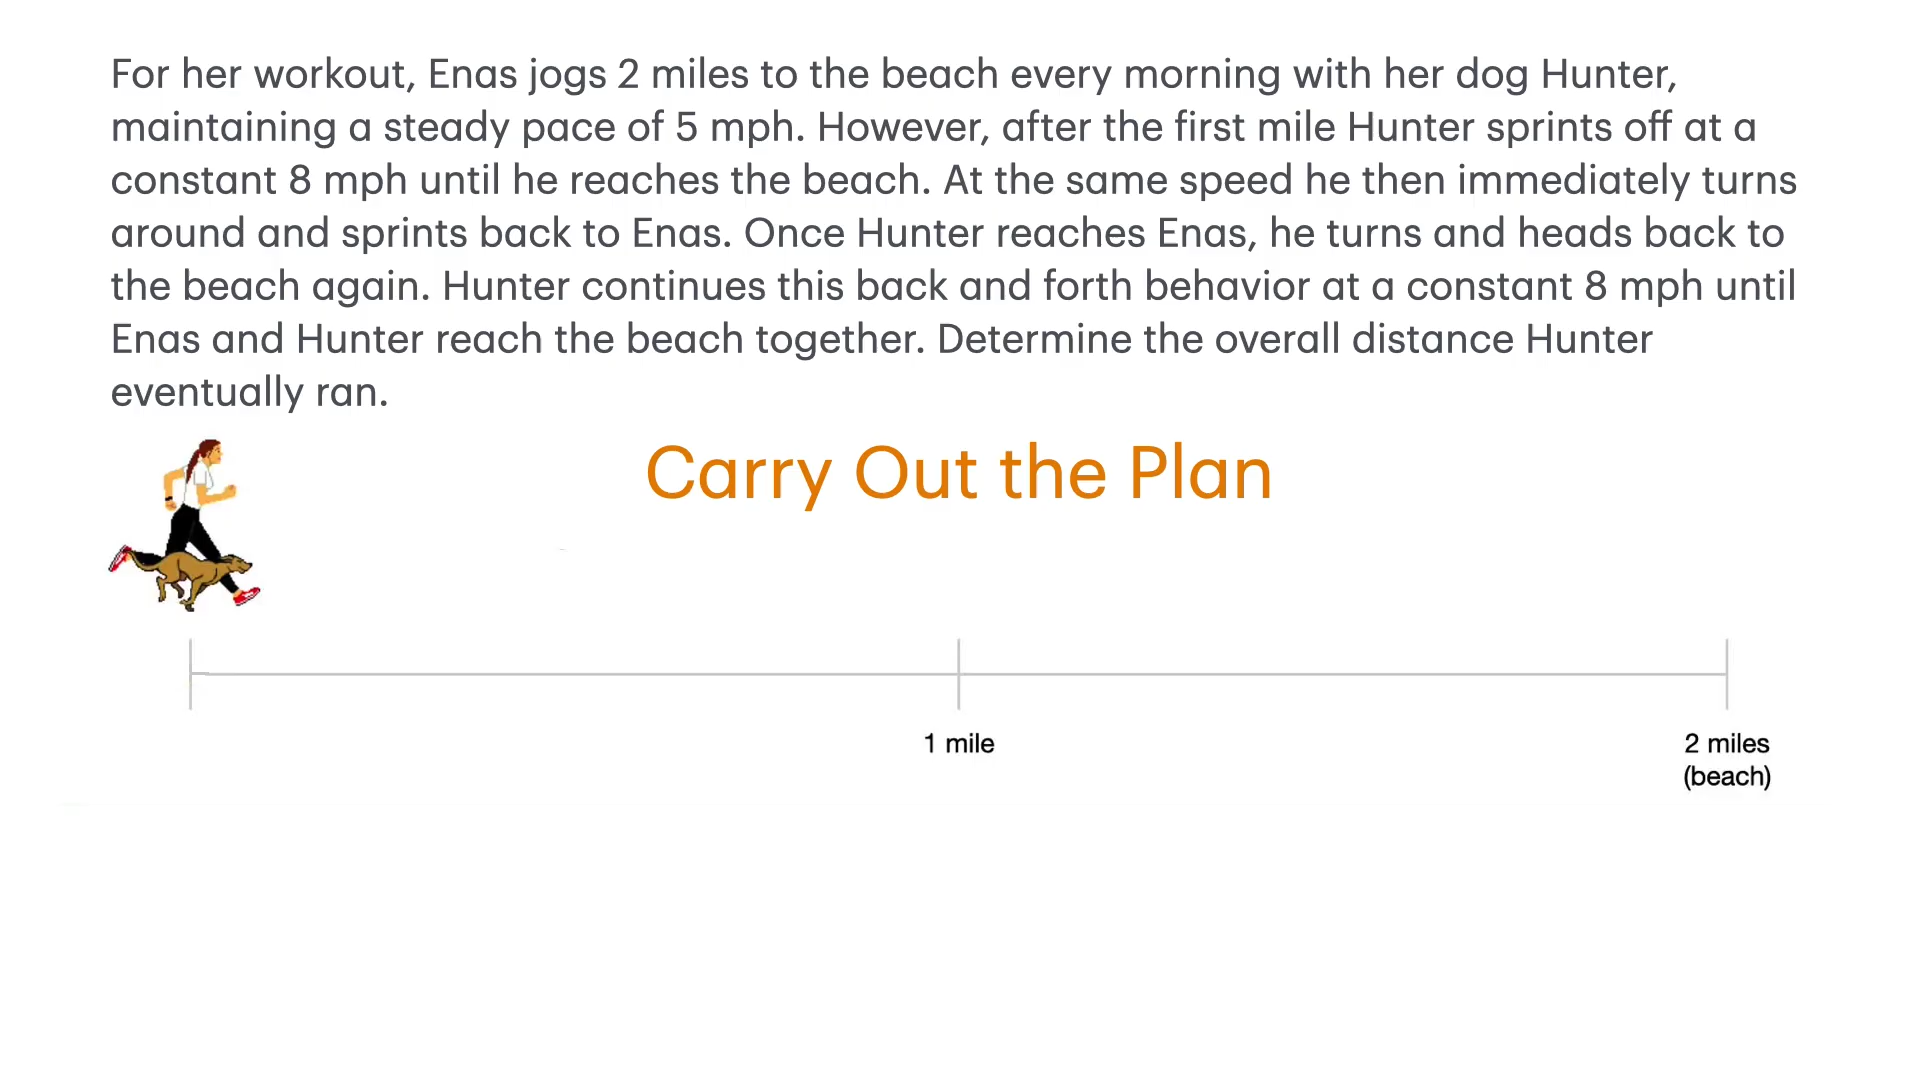 For her workout, Enas jogs 2 miles to the beach every morning with her dog Hunter,
maintaining a steady pace of 5 mph. However, after the first mile Hunter sprints off at a
constant 8 mph until he reaches the beach. At the same speed he then immediately turns
around and sprints back to Enas. Once Hunter reaches Enas, he turns and heads back to
the beach again. Hunter continues this back and forth behavior at a constant 8 mph until
Enas and Hunter reach the beach together. Determine the overall distance Hunter
eventually ran.
Carry Out the Plan
1 mile
2 miles
(beach)